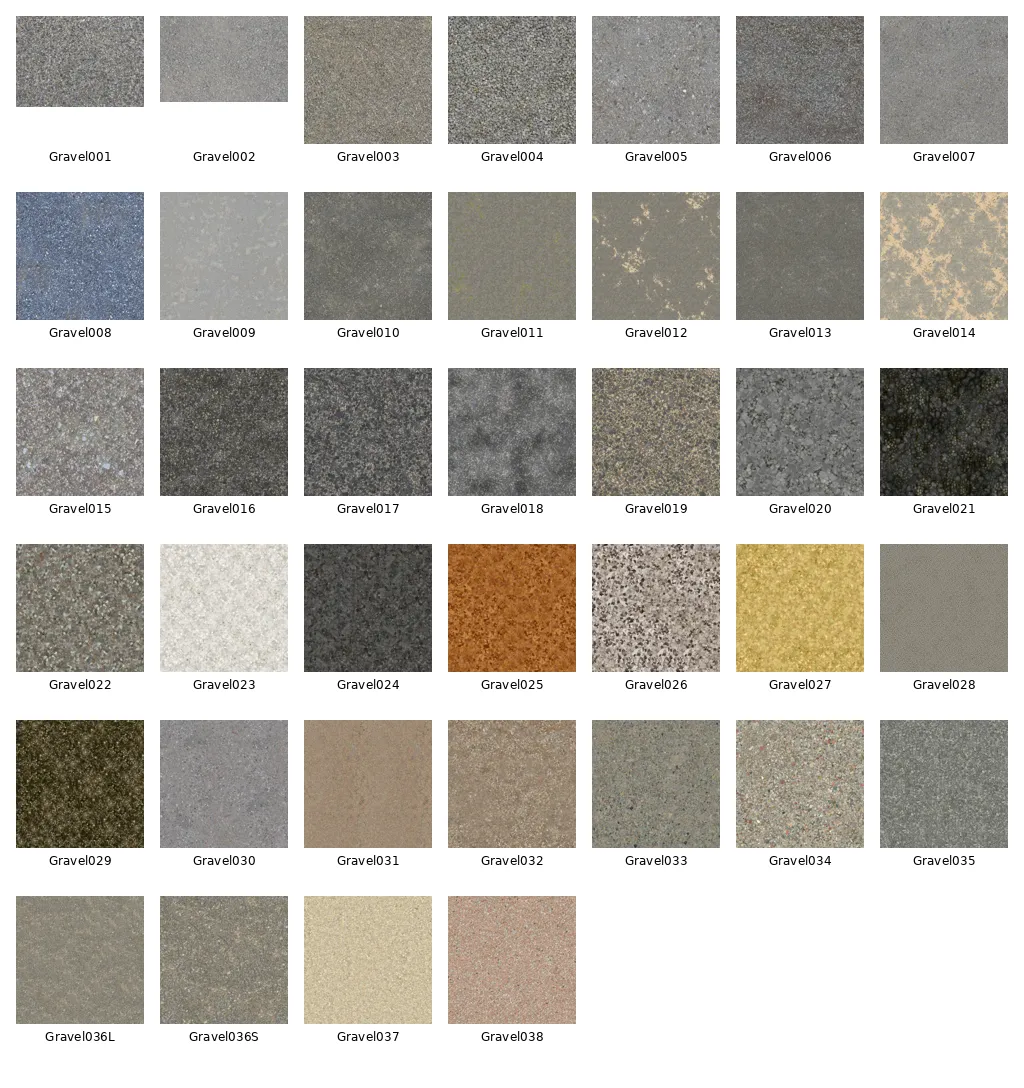 Gravel001 Gravel002 Gravel003 Gravel004 Gravel005 Gravel006 Gravel007
Gravel008 Gravel009 Gravel010 Gravel011 Gravel012 Gravel013 Gravel014
Gravel015 Gravel016 Gravel017 Gravel018 Gravel019 Gravel020 Gravel021
Gravel022 Gravel023 Gravel024 Gravel025 Gravel026 Gravel027 Gravel028
Gravel029 Gravel030 Gravel031 Gravel032 Gravel033 Gravel034 Gravel035
Gravel036L Gravel036S Gravel037 Gravel038